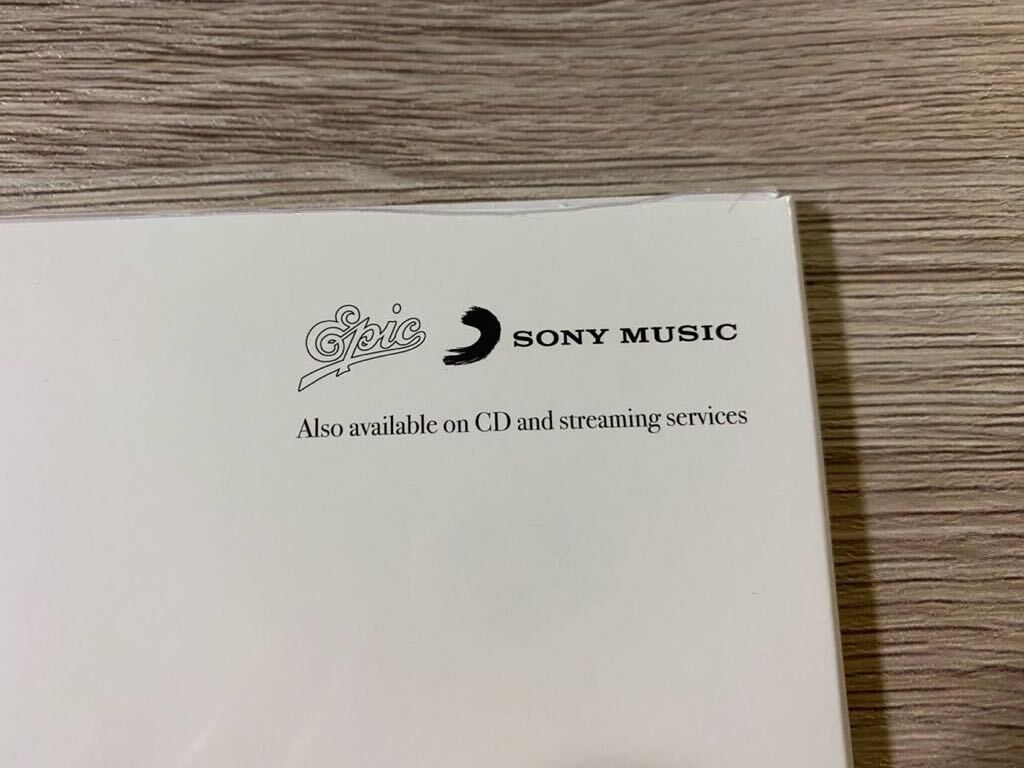 Epic SONY MUSIC
Also available on CD and streaming services